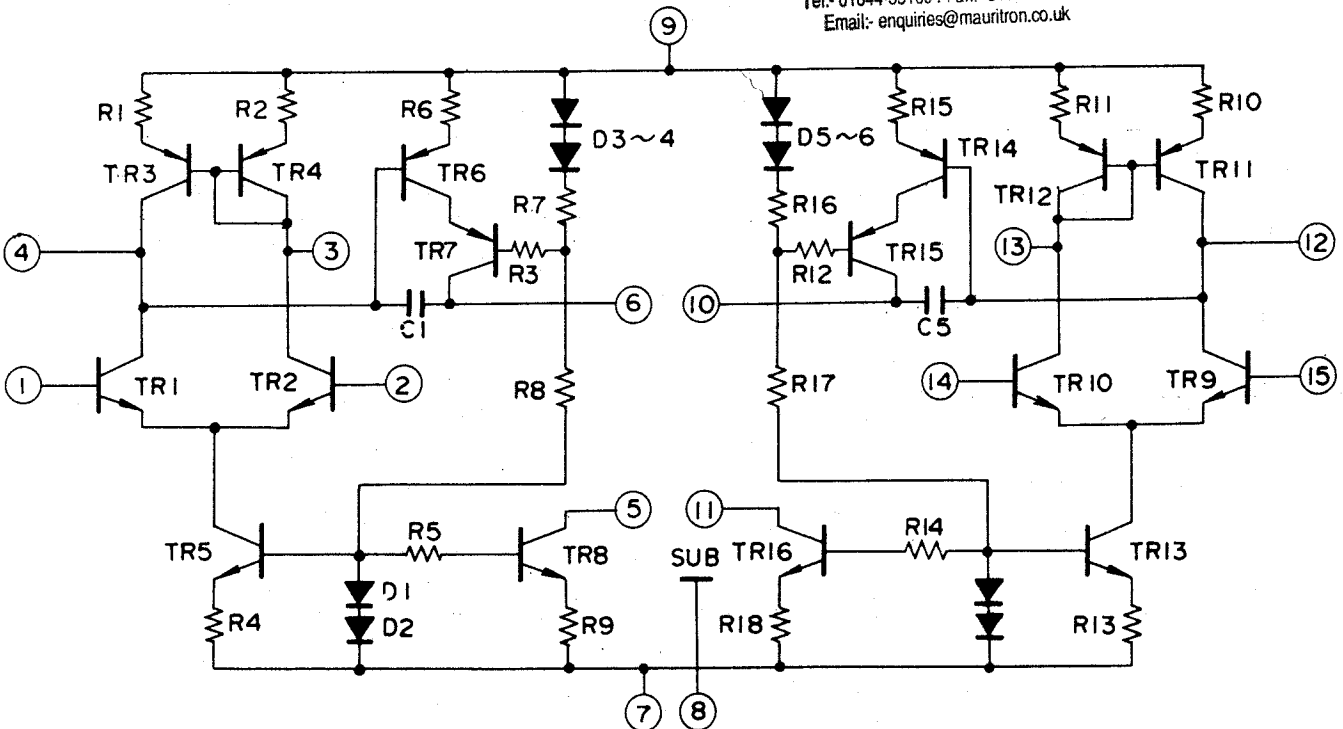 Email:- enquiries@mauritron.co.uk
9
R1 R2 R6 D3~4 D5~6 R15 R11 R10
TR3 TR4 TR6 TR14 TR12 TR11
R7 R16
4 3 TR7 R3 R12 TR15 13 12
C1 6 10 C5
1 TR1 TR2 2 R8 R17 14 TR10 TR9 15
5 11
TR5 R5 TR8 SUB TR16 R14 TR13
D1
R4 D2 R9 R18 R13
7 8